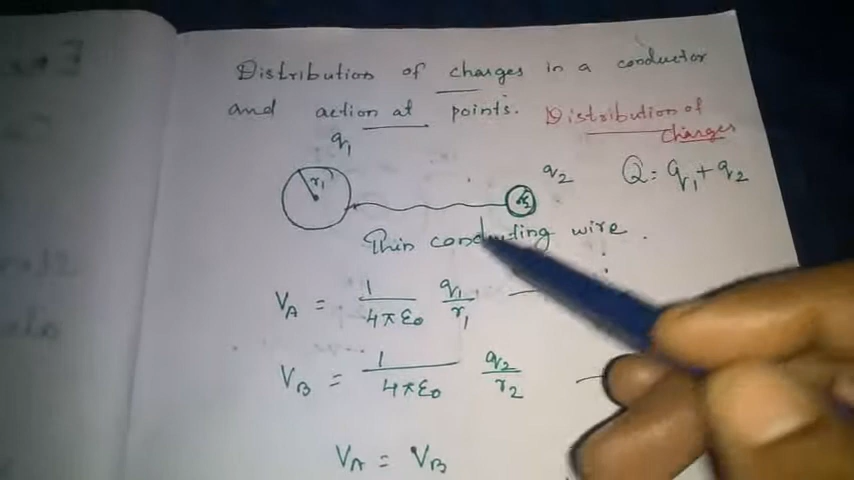 Distribution of charges in a conductor
and action at points. Distribution of
charges
q1
r1
q2
r2
Q = q1 + q2
Thin conducting wire
VA = 1/4πε0 q1/r1
VB = 1/4πε0 q2/r2
VA = VB